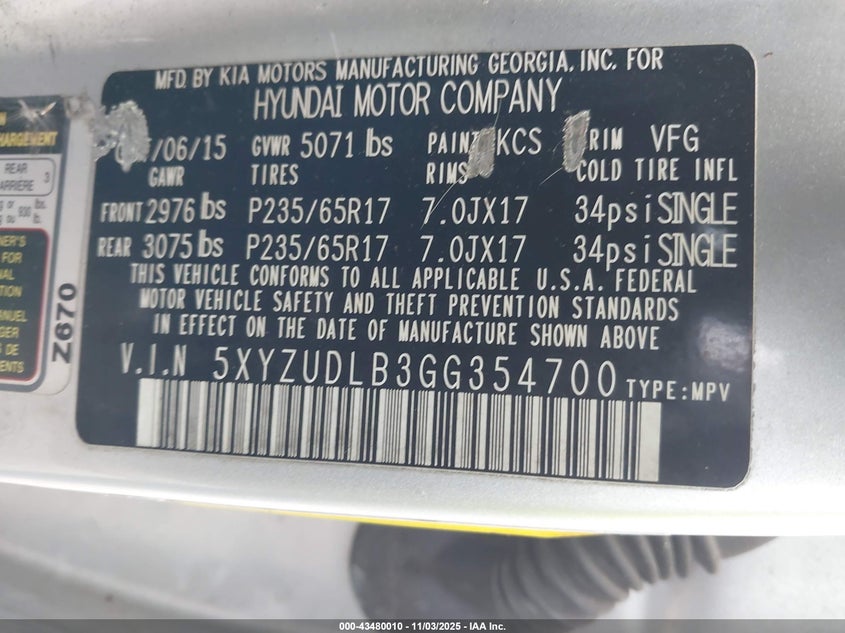 MFD. BY KIA MOTORS MANUFACTURING GEORGIA. INC. FOR
HYUNDAI MOTOR COMPANY
/06/15 GVWR 5071 lbs PAINT KCS TRIM VFG
GAWR TIRES RIMS COLD TIRE INFL
FRONT 2976 lbs P235/65R17 7.0JX17 34psi SINGLE
REAR 3075 lbs P235/65R17 7.0JX17 34psi SINGLE
THIS VEHICLE CONFORMS TO ALL APPLICABLE U.S.A. FEDERAL
MOTOR VEHICLE SAFETY AND THEFT PREVENTION STANDARDS
IN EFFECT ON THE DATE OF MANUFACTURE SHOWN ABOVE
V.I.N 5XYZUDLB3GG354700 TYPE:MPV
Z670
REAR
3
000-43480010 - 11/03/2025 - IAA Inc.